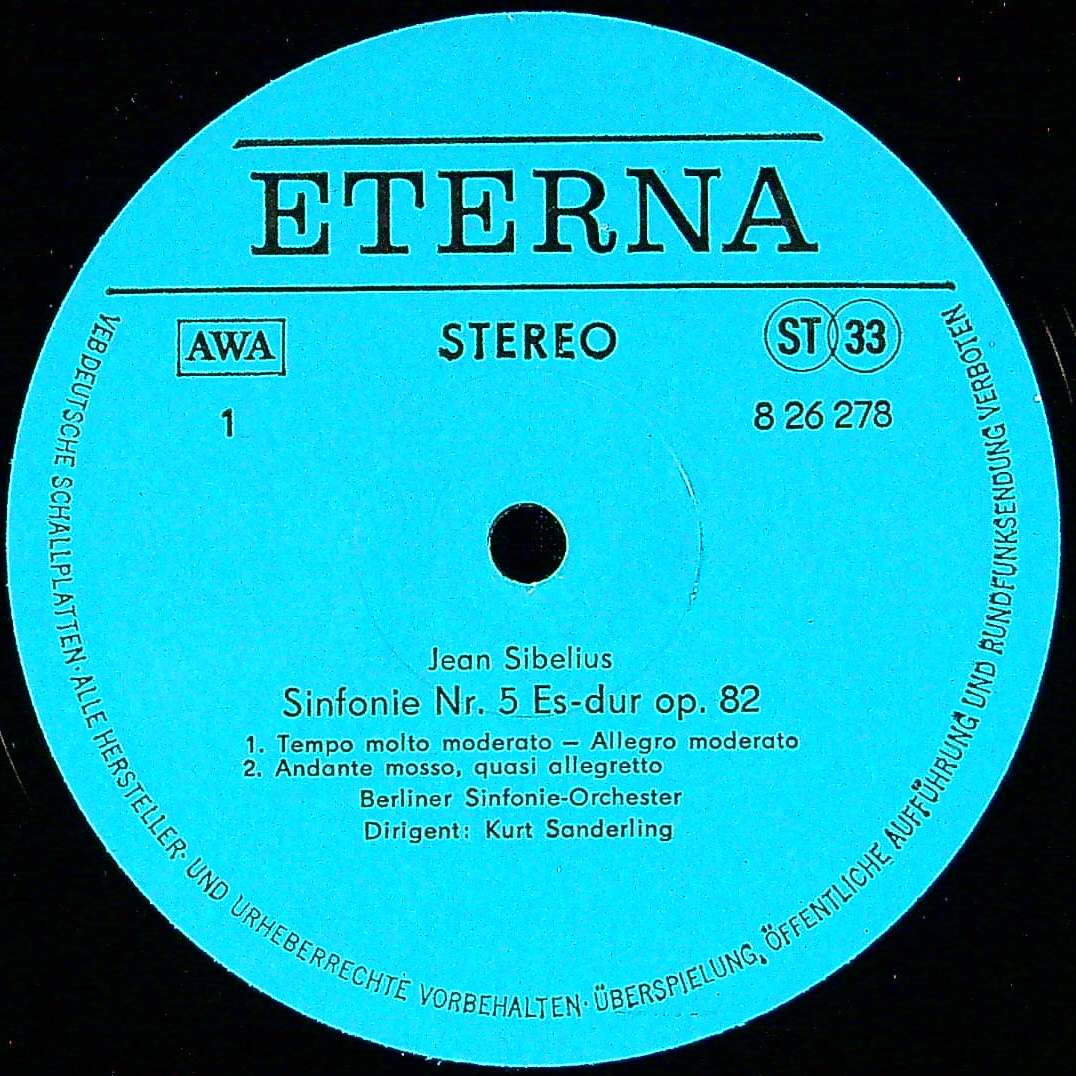 ETERNA
AWA
STEREO
ST 33
1
8 26 278
Jean Sibelius
Sinfonie Nr. 5 Es-dur op. 82
1. Tempo molto moderato – Allegro moderato
2. Andante mosso, quasi allegretto
Berliner Sinfonie-Orchester
Dirigent: Kurt Sanderling
VEB DEUTSCHE SCHALLPLATTEN · ALLE HERSTELLER- UND URHEBERRECHTE VORBEHALTEN · ÜBERSPIELUNG, ÖFFENTLICHE AUFFÜHRUNG UND RUNDFUNKSENDUNG VERBOTEN